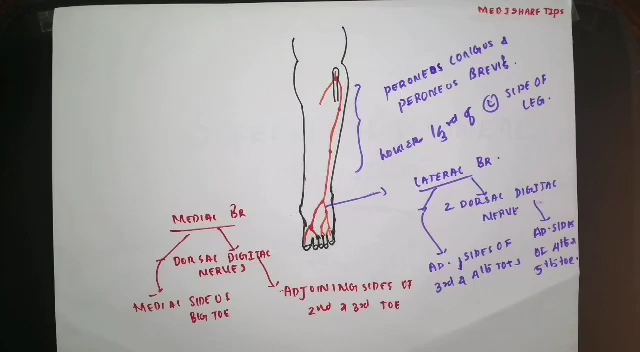 MEDISHARE TIPS
PERONEUS LONGUS &
PERONEUS BREVIS.
LOWER 1/3rd of L SIDE OF
LEG.
LATERAL BR.
2 DORSAL DIGITAL
NERVE
AD. SIDES OF
3rd & 4th TOES
AD. SIDES
OF 4th &
5th toe.
MEDIAL BR
DORSAL DIGITAL
NERVES
MEDIAL SIDE OF
BIG TOE
ADJOINING SIDES OF
2nd & 3rd TOE